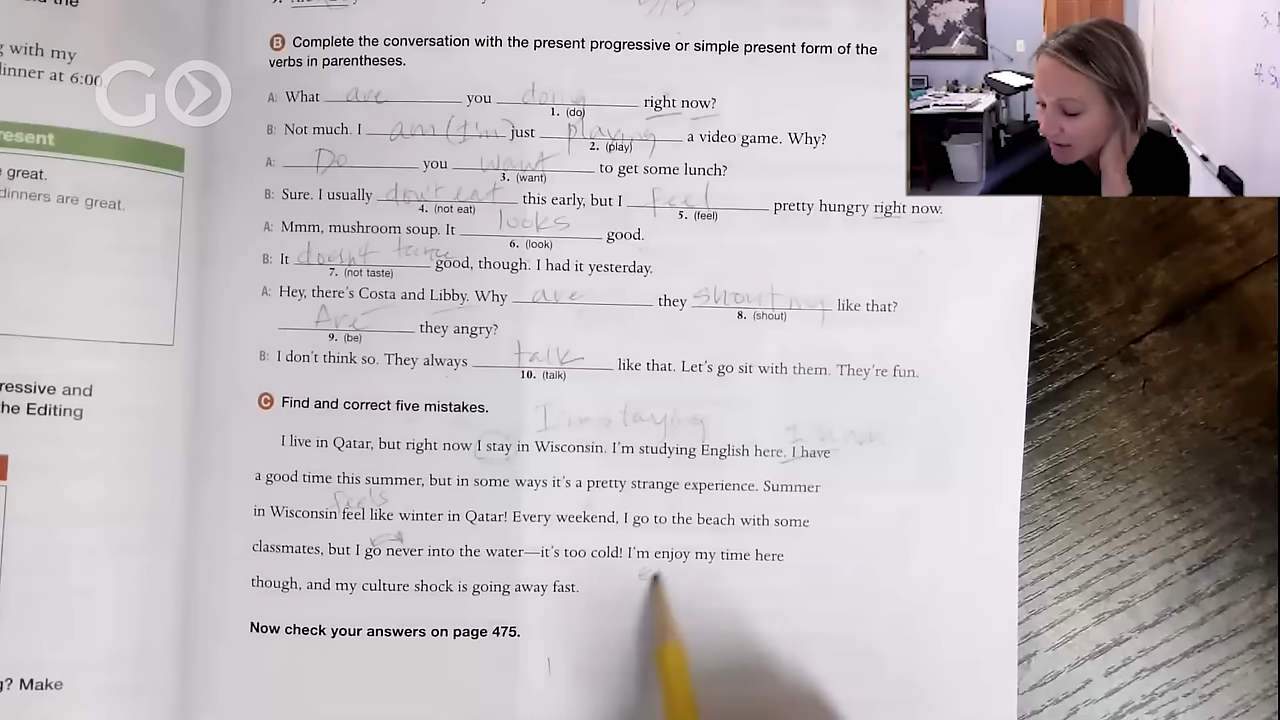 g with my
dinner at 6:00
GO
esent
e great.
dinners are great.
ressive and
he Editing
g? Make
B Complete the conversation with the present progressive or simple present form of the
verbs in parentheses.
A: What are you doing right now?
1. (do)
B: Not much. I am (I'm) just playing a video game. Why?
2. (play)
A: Do you want to get some lunch?
3. (want)
B: Sure. I usually don't eat this early, but I feel pretty hungry right now.
4. (not eat) 5. (feel)
A: Mmm, mushroom soup. It looks good.
6. (look)
B: It doesn't taste good, though. I had it yesterday.
7. (not taste)
A: Hey, there's Costa and Libby. Why are they shouting like that?
8. (shout)
Are they angry?
9. (be)
B: I don't think so. They always talk like that. Let's go sit with them. They're fun.
10. (talk)
C Find and correct five mistakes.
I'm staying
I live in Qatar, but right now I stay in Wisconsin. I'm studying English here. I have
a good time this summer, but in some ways it's a pretty strange experience. Summer
feels
in Wisconsin feel like winter in Qatar! Every weekend, I go to the beach with some
classmates, but I go never into the water—it's too cold! I'm enjoy my time here
though, and my culture shock is going away fast.
Now check your answers on page 475.